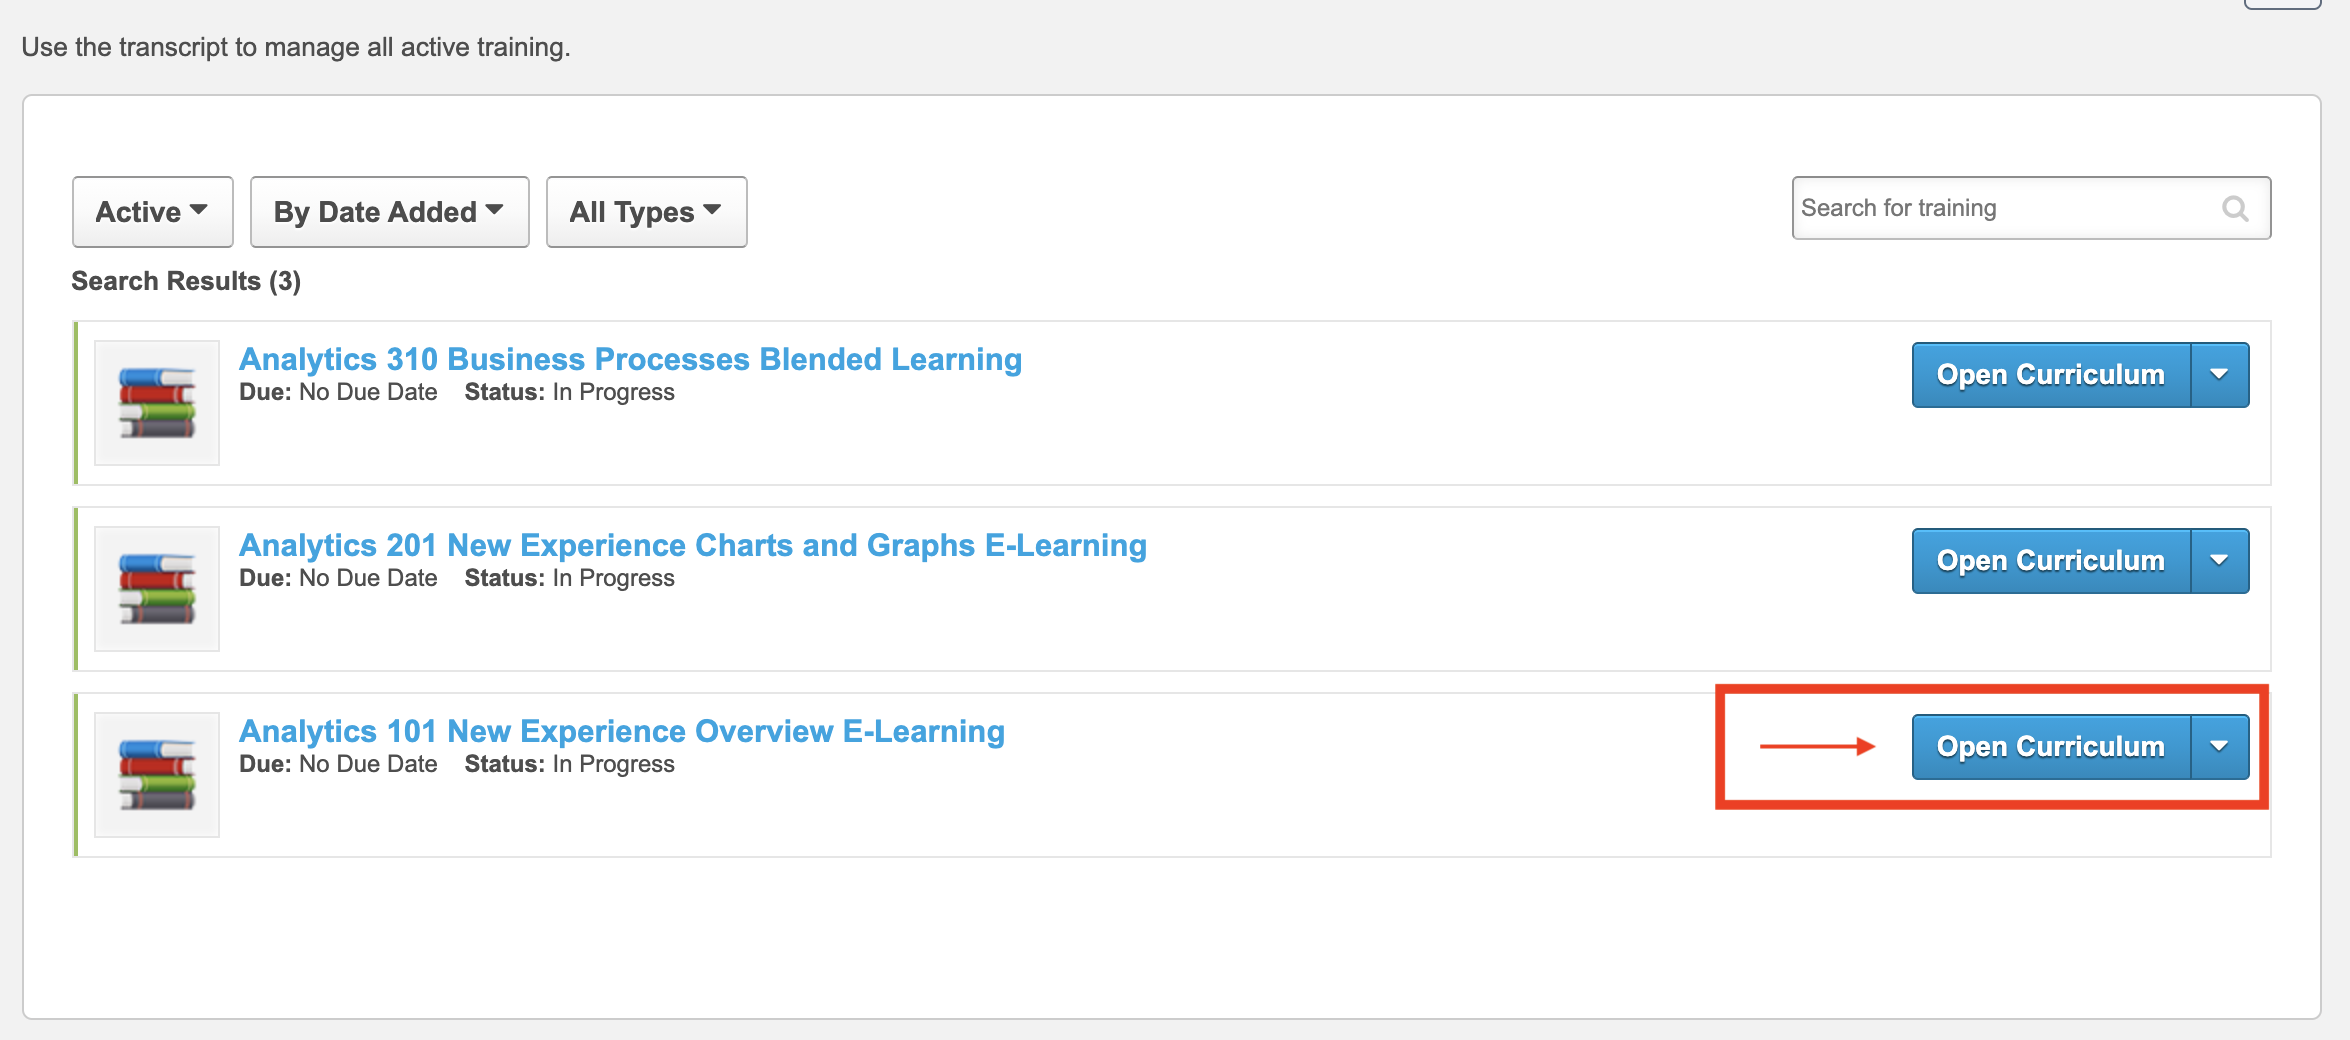 Use the transcript to manage all active training.
Active By Date Added All Types Search for training
Search Results (3)
Analytics 310 Business Processes Blended Learning
Due: No Due Date Status: In Progress
Open Curriculum
Analytics 201 New Experience Charts and Graphs E-Learning
Due: No Due Date Status: In Progress
Open Curriculum
Analytics 101 New Experience Overview E-Learning
Due: No Due Date Status: In Progress
Open Curriculum